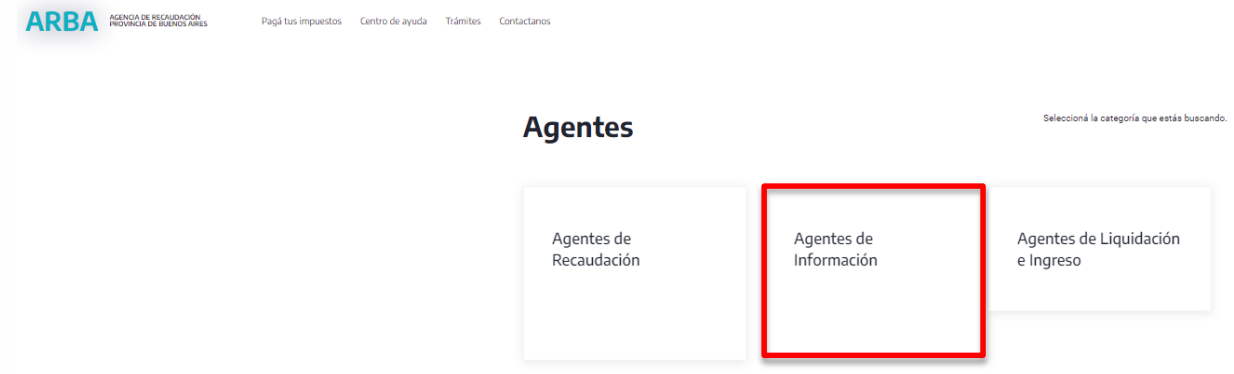 ARBA
AGENCIA DE RECAUDACIÓN
PROVINCIA DE BUENOS AIRES
Pagá tus impuestos
Centro de ayuda
Trámites
Contactanos
Agentes
Seleccioná la categoría que estás buscando.
Agentes de
Recaudación
Agentes de
Información
Agentes de Liquidación
e Ingreso